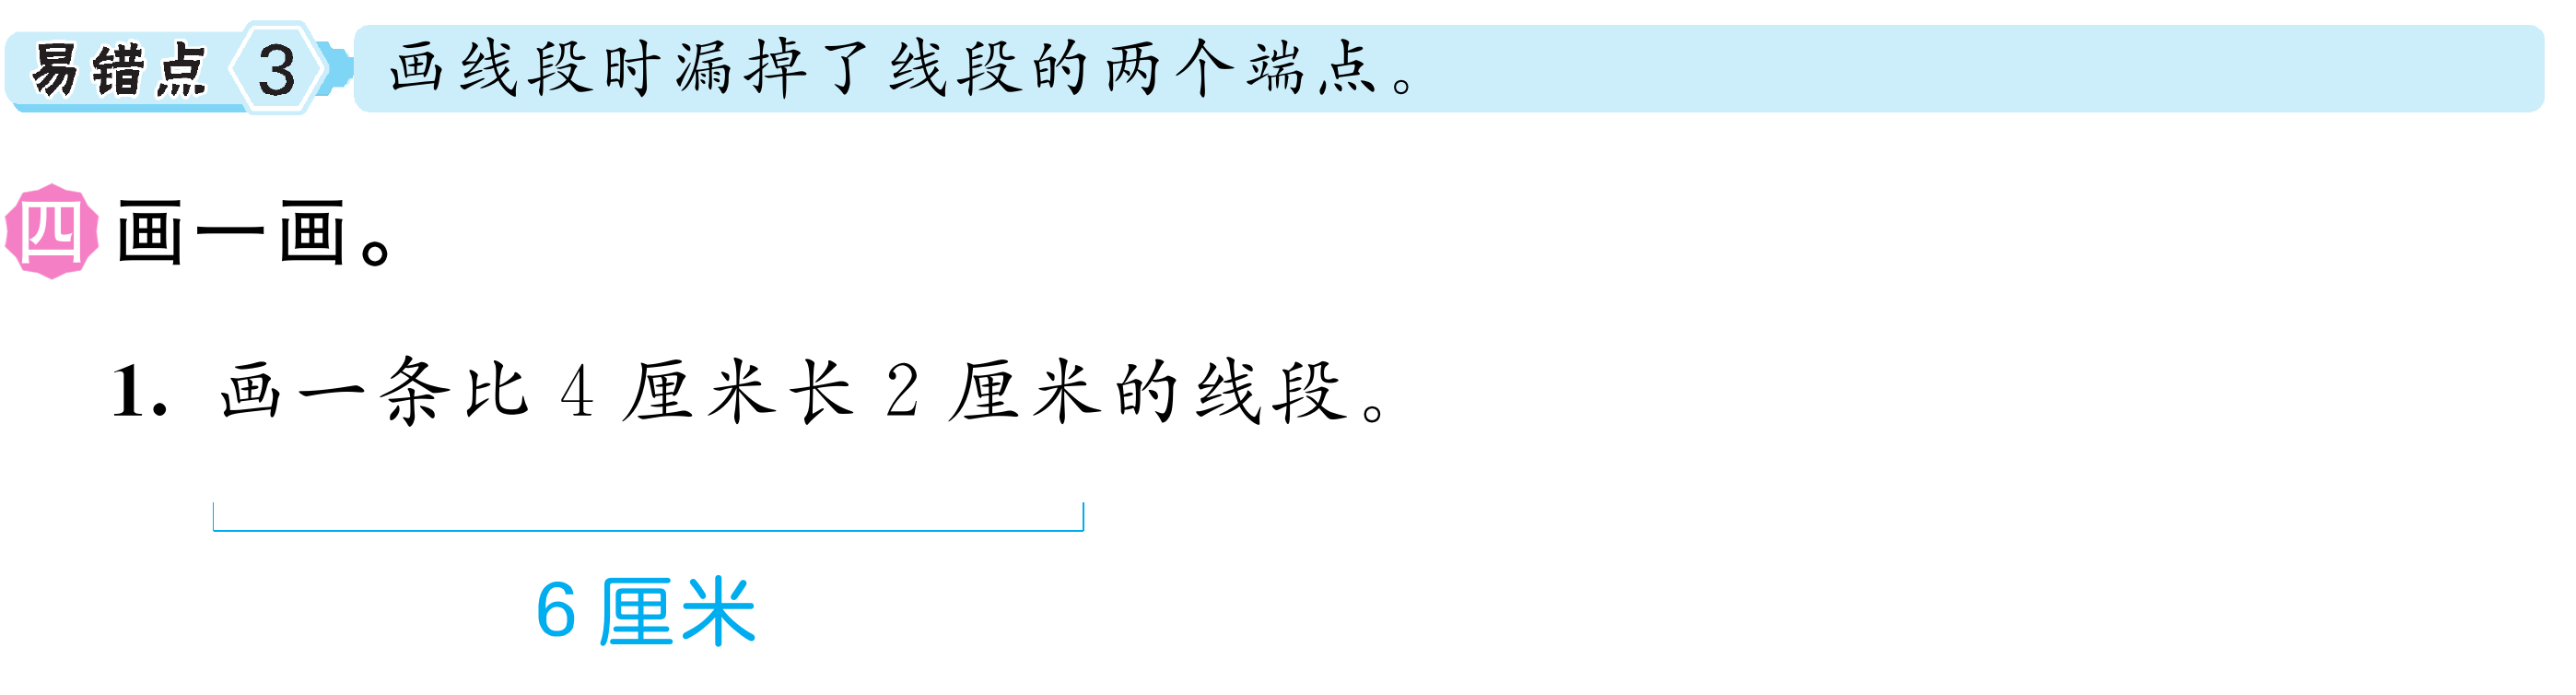 易错点 3 画线段时漏掉了线段的两个端点。
四 画一画。
1. 画一条比 4 厘米长 2 厘米的线段。
6 厘米